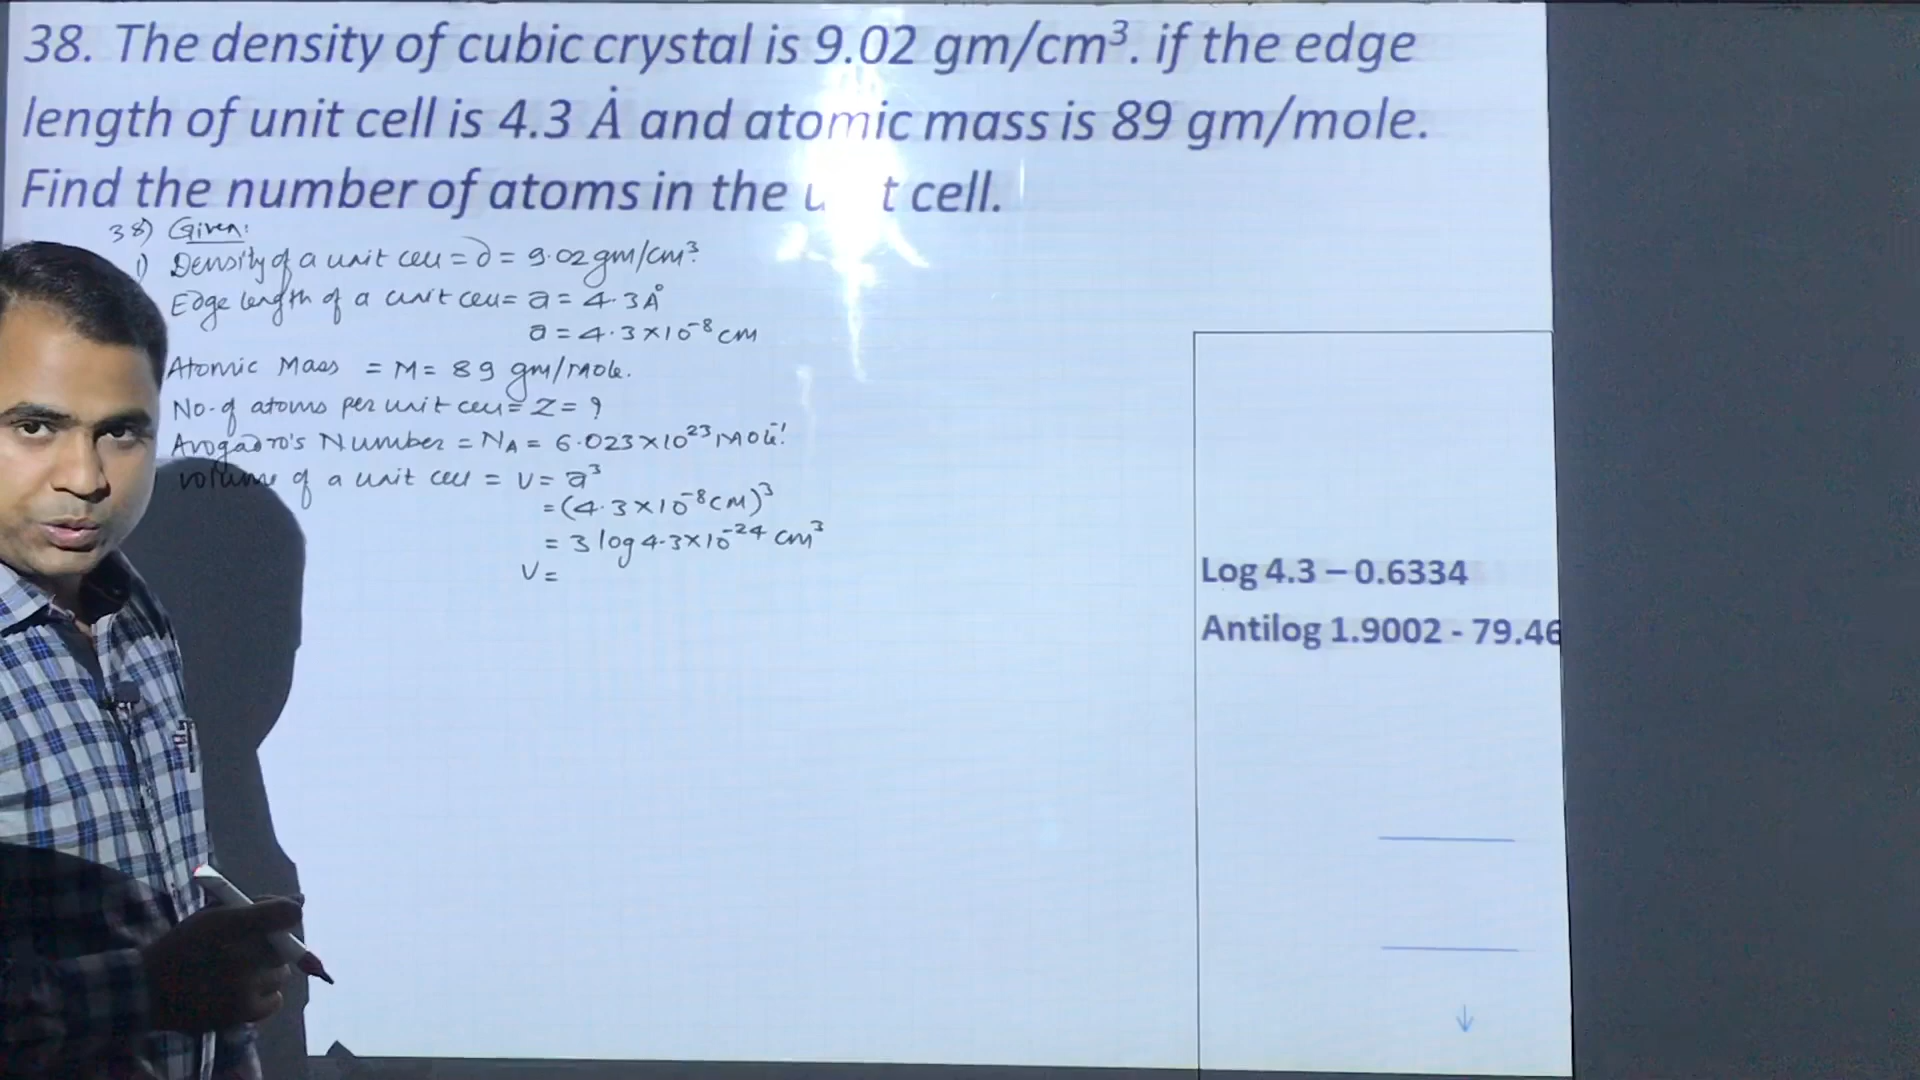 38. The density of cubic crystal is 9.02 gm/cm³. if the edge
length of unit cell is 4.3 Å and atomic mass is 89 gm/mole.
Find the number of atoms in the u t cell.
38) Given:
1) Density of a unit cell = d = 9.02 gm/cm³.
Edge length of a unit cell = a = 4.3 Å
a = 4.3×10⁻⁸ cm
Atomic Mass = M = 89 gm/mole.
No. of atoms per unit cell = Z = ?
Avogadro's Number = N_A = 6.023×10²³ mole⁻¹
Volume of a unit cell = V = a³
= (4.3×10⁻⁸ cm)³
= 3 log 4.3×10⁻²⁴ cm³
V =
Log 4.3 – 0.6334
Antilog 1.9002 - 79.46